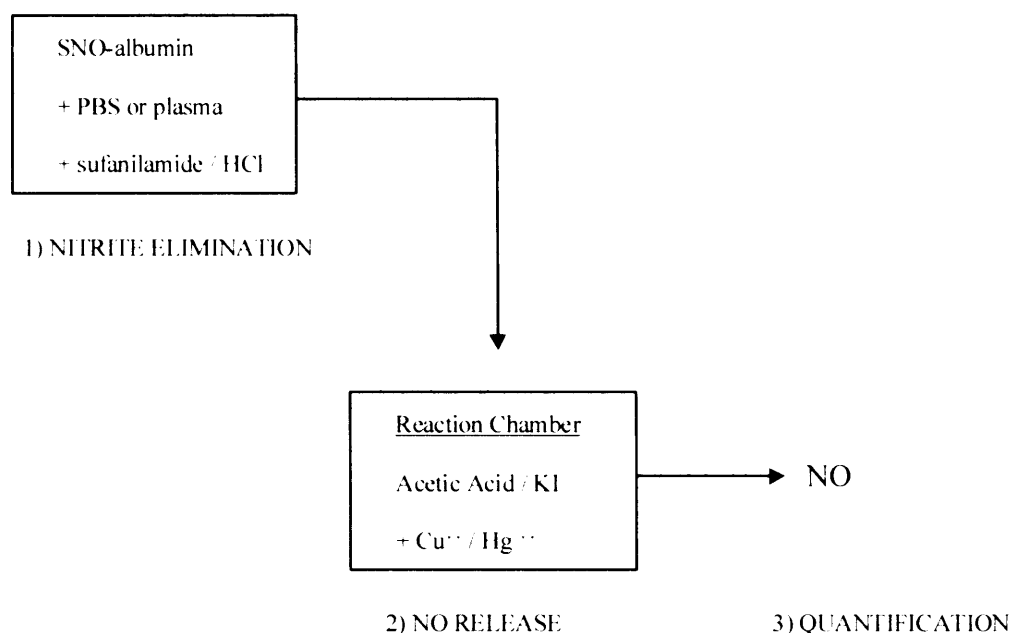 SNO-albumin
+ PBS or plasma
+ sufanilamide / HCl
1) NITRITE ELIMINATION
Reaction Chamber
Acetic Acid / KI
+ Cu⁺⁺ / Hg⁺⁺
NO
2) NO RELEASE
3) QUANTIFICATION